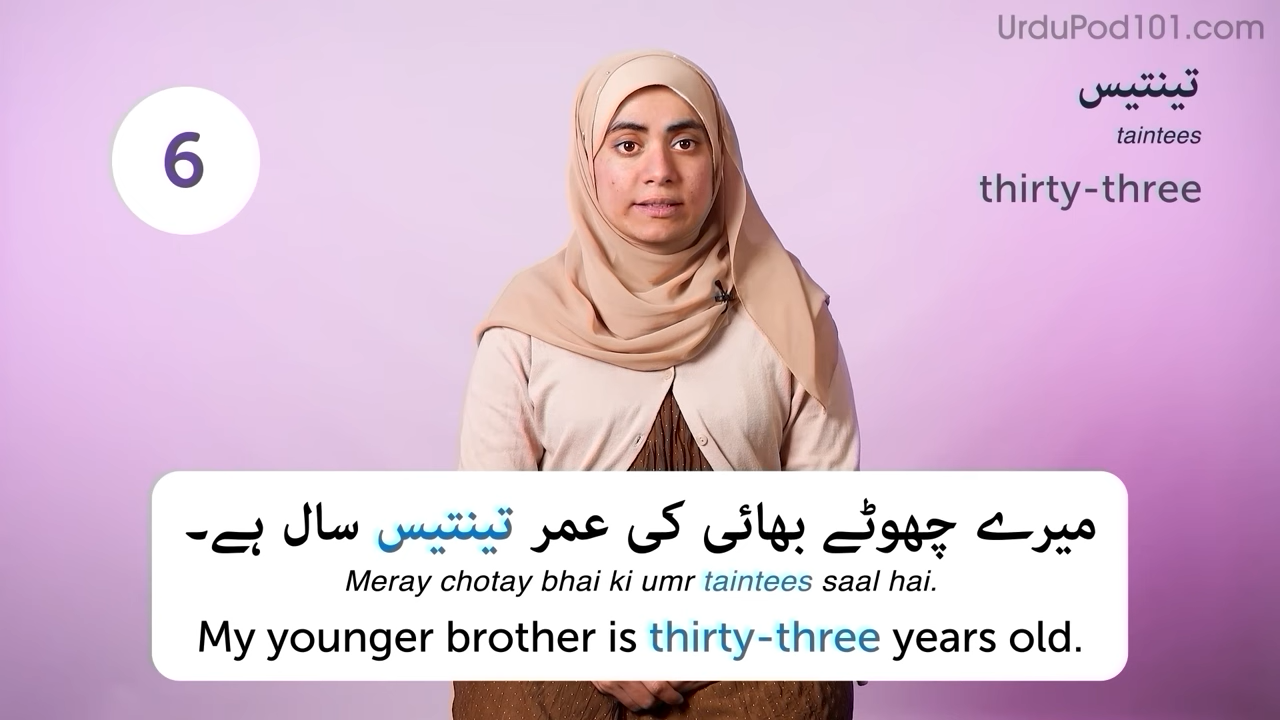 UrduPod101.com
6
تینتیس
taintees
thirty-three
میرے چھوٹے بھائی کی عمر تینتیس سال ہے۔
Meray chotay bhai ki umr taintees saal hai.
My younger brother is thirty-three years old.